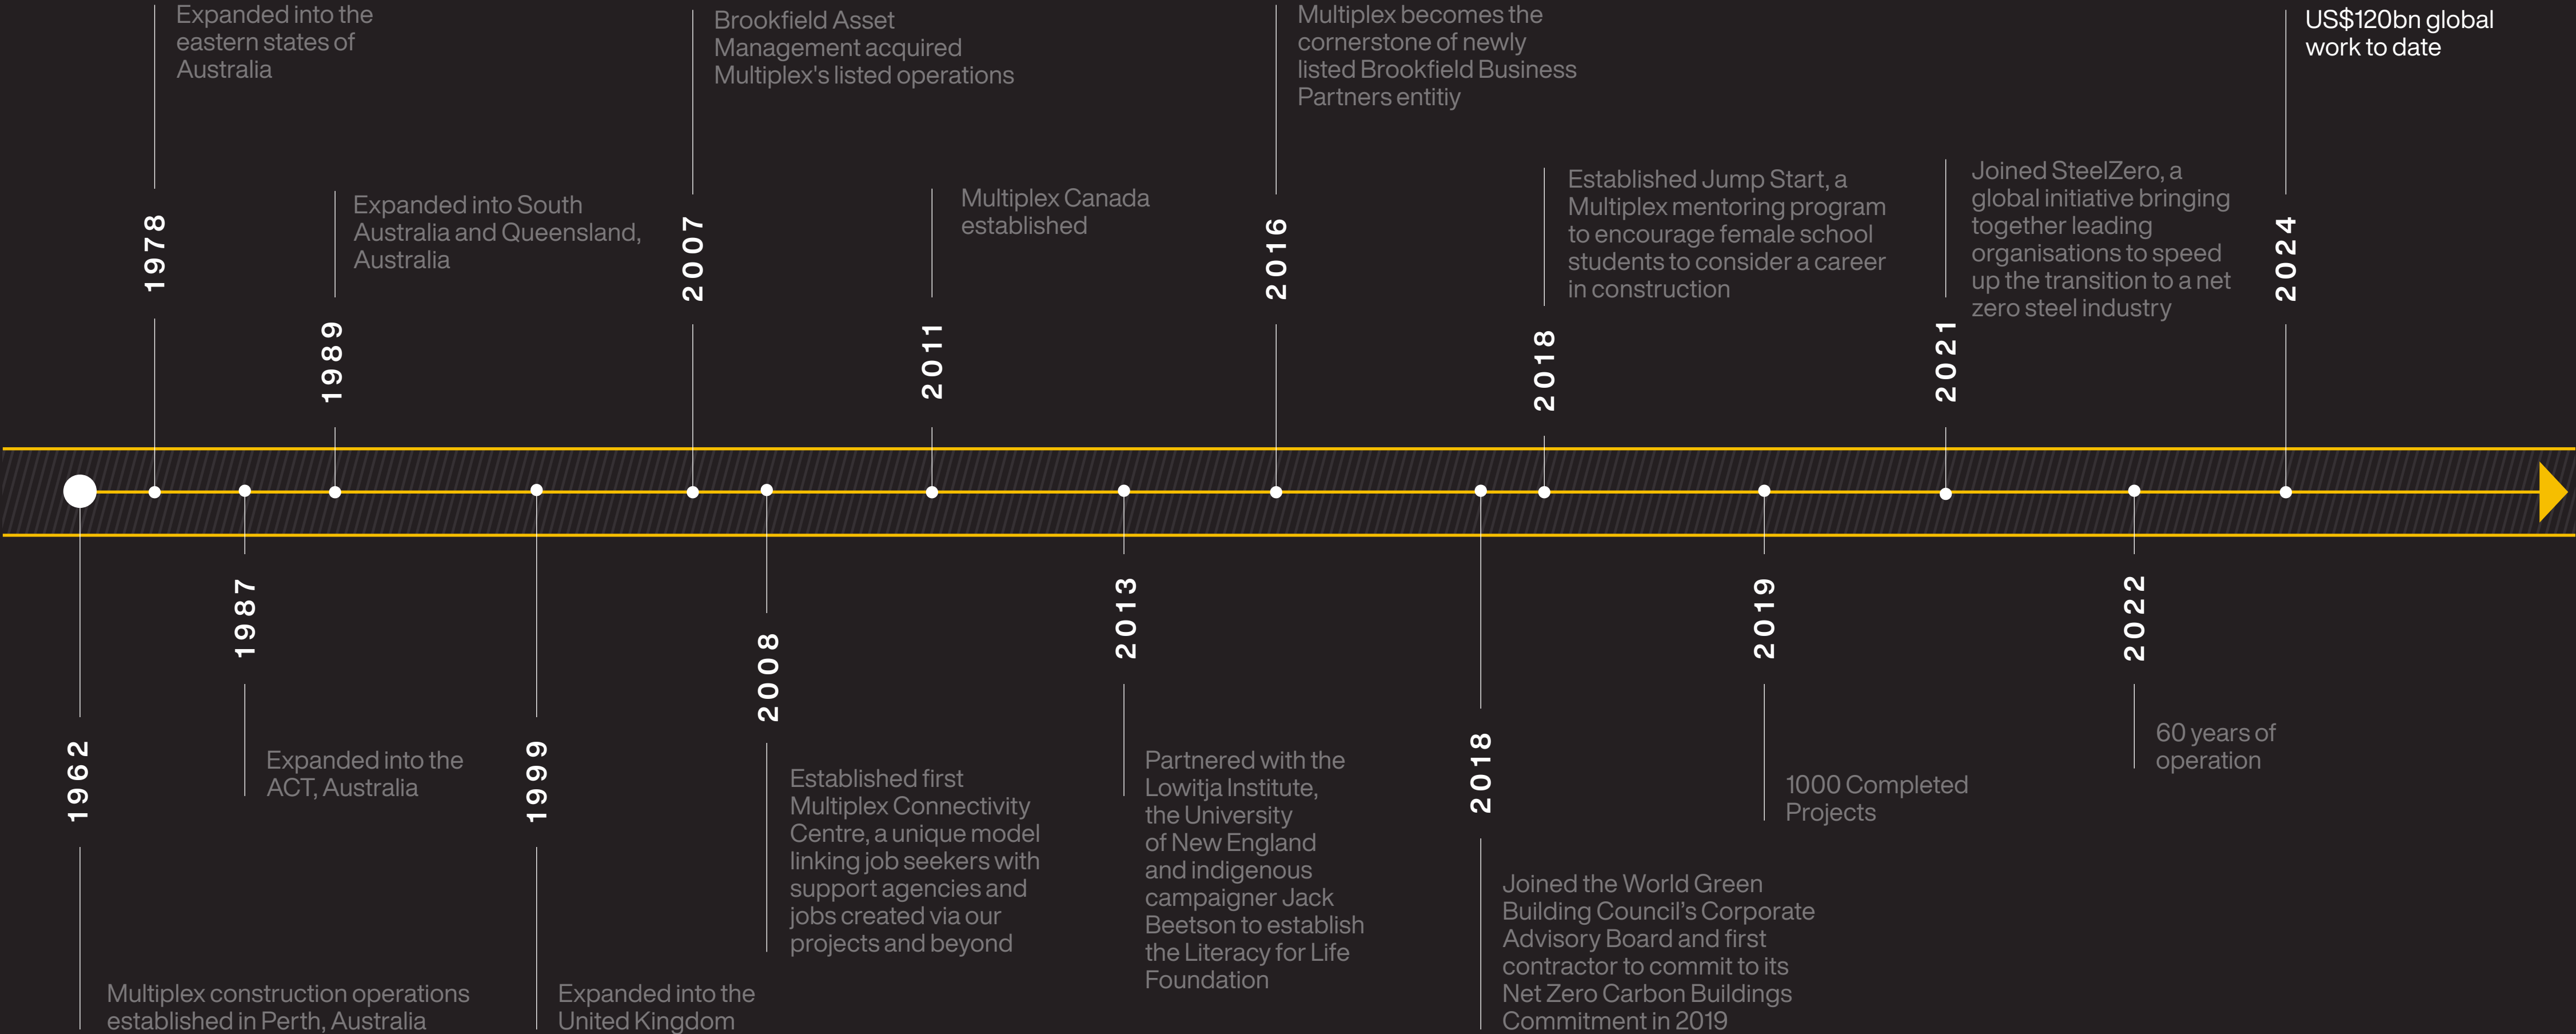 1962
Multiplex construction operations
established in Perth, Australia
1978
Expanded into the
eastern states of
Australia
1987
Expanded into the
ACT, Australia
1989
Expanded into South
Australia and Queensland,
Australia
1999
Expanded into the
United Kingdom
2007
Brookfield Asset
Management acquired
Multiplex's listed operations
2008
Established first
Multiplex Connectivity
Centre, a unique model
linking job seekers with
support agencies and
jobs created via our
projects and beyond
2011
Multiplex Canada
established
2013
Partnered with the
Lowitja Institute,
the University
of New England
and indigenous
campaigner Jack
Beetson to establish
the Literacy for Life
Foundation
2016
Multiplex becomes the
cornerstone of newly
listed Brookfield Business
Partners entitiy
2018
Joined the World Green
Building Council’s Corporate
Advisory Board and first
contractor to commit to its
Net Zero Carbon Buildings
Commitment in 2019
2018
Established Jump Start, a
Multiplex mentoring program
to encourage female school
students to consider a career
in construction
2019
1000 Completed
Projects
2021
Joined SteelZero, a
global initiative bringing
together leading
organisations to speed
up the transition to a net
zero steel industry
2022
60 years of
operation
2024
US$120bn global
work to date